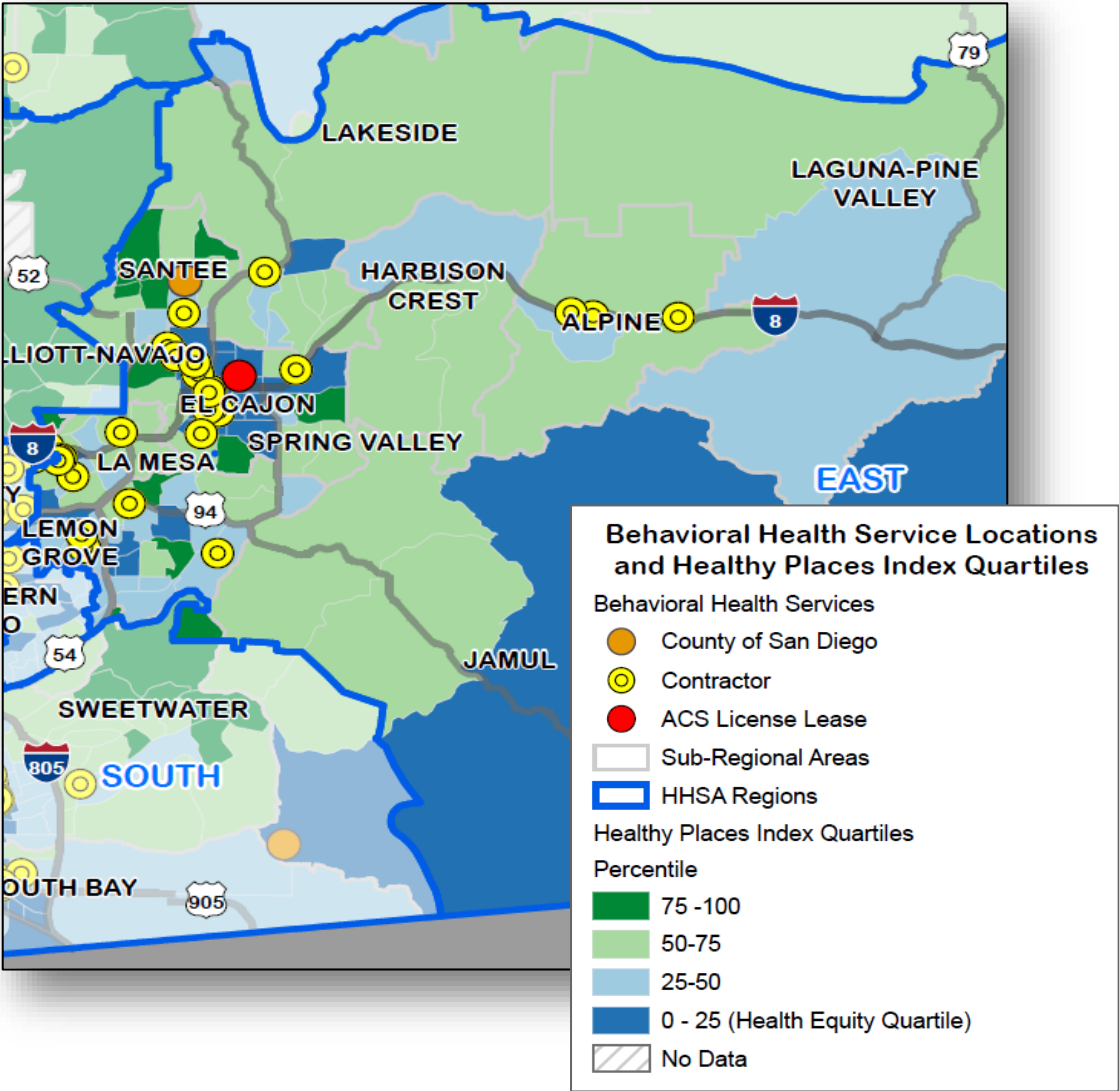 79
LAKESIDE
LAGUNA-PINE
VALLEY
52
SANTEE
HARBISON
CREST
ALPINE
8
LLIOTT-NAVAJO
EL CAJON
8
SPRING VALLEY
LA MESA
EAST
Y
94
LEMON
GROVE
ERN
O
54
JAMUL
SWEETWATER
805
SOUTH
OUTH BAY
905
Behavioral Health Service Locations
and Healthy Places Index Quartiles
Behavioral Health Services
County of San Diego
Contractor
ACS License Lease
Sub-Regional Areas
HHSA Regions
Healthy Places Index Quartiles
Percentile
75 -100
50-75
25-50
0 - 25 (Health Equity Quartile)
No Data